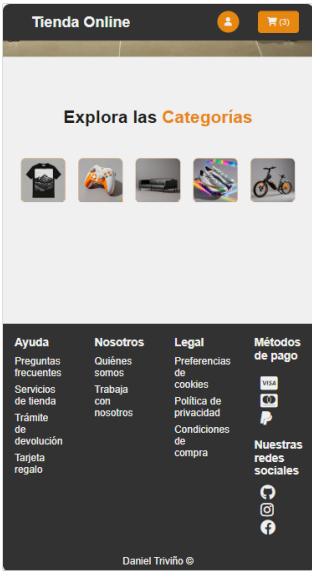 Tienda Online
(3)
Explora las Categorías
Ayuda
Preguntas
frecuentes
Servicios
de tienda
Trámite
de
devolución
Tarjeta
regalo
Nosotros
Quiénes
somos
Trabaja
con
nosotros
Legal
Preferencias
de
cookies
Política de
privacidad
Condiciones
de
compra
Métodos
de pago
VISA
Nuestras
redes
sociales
Daniel Triviño ©